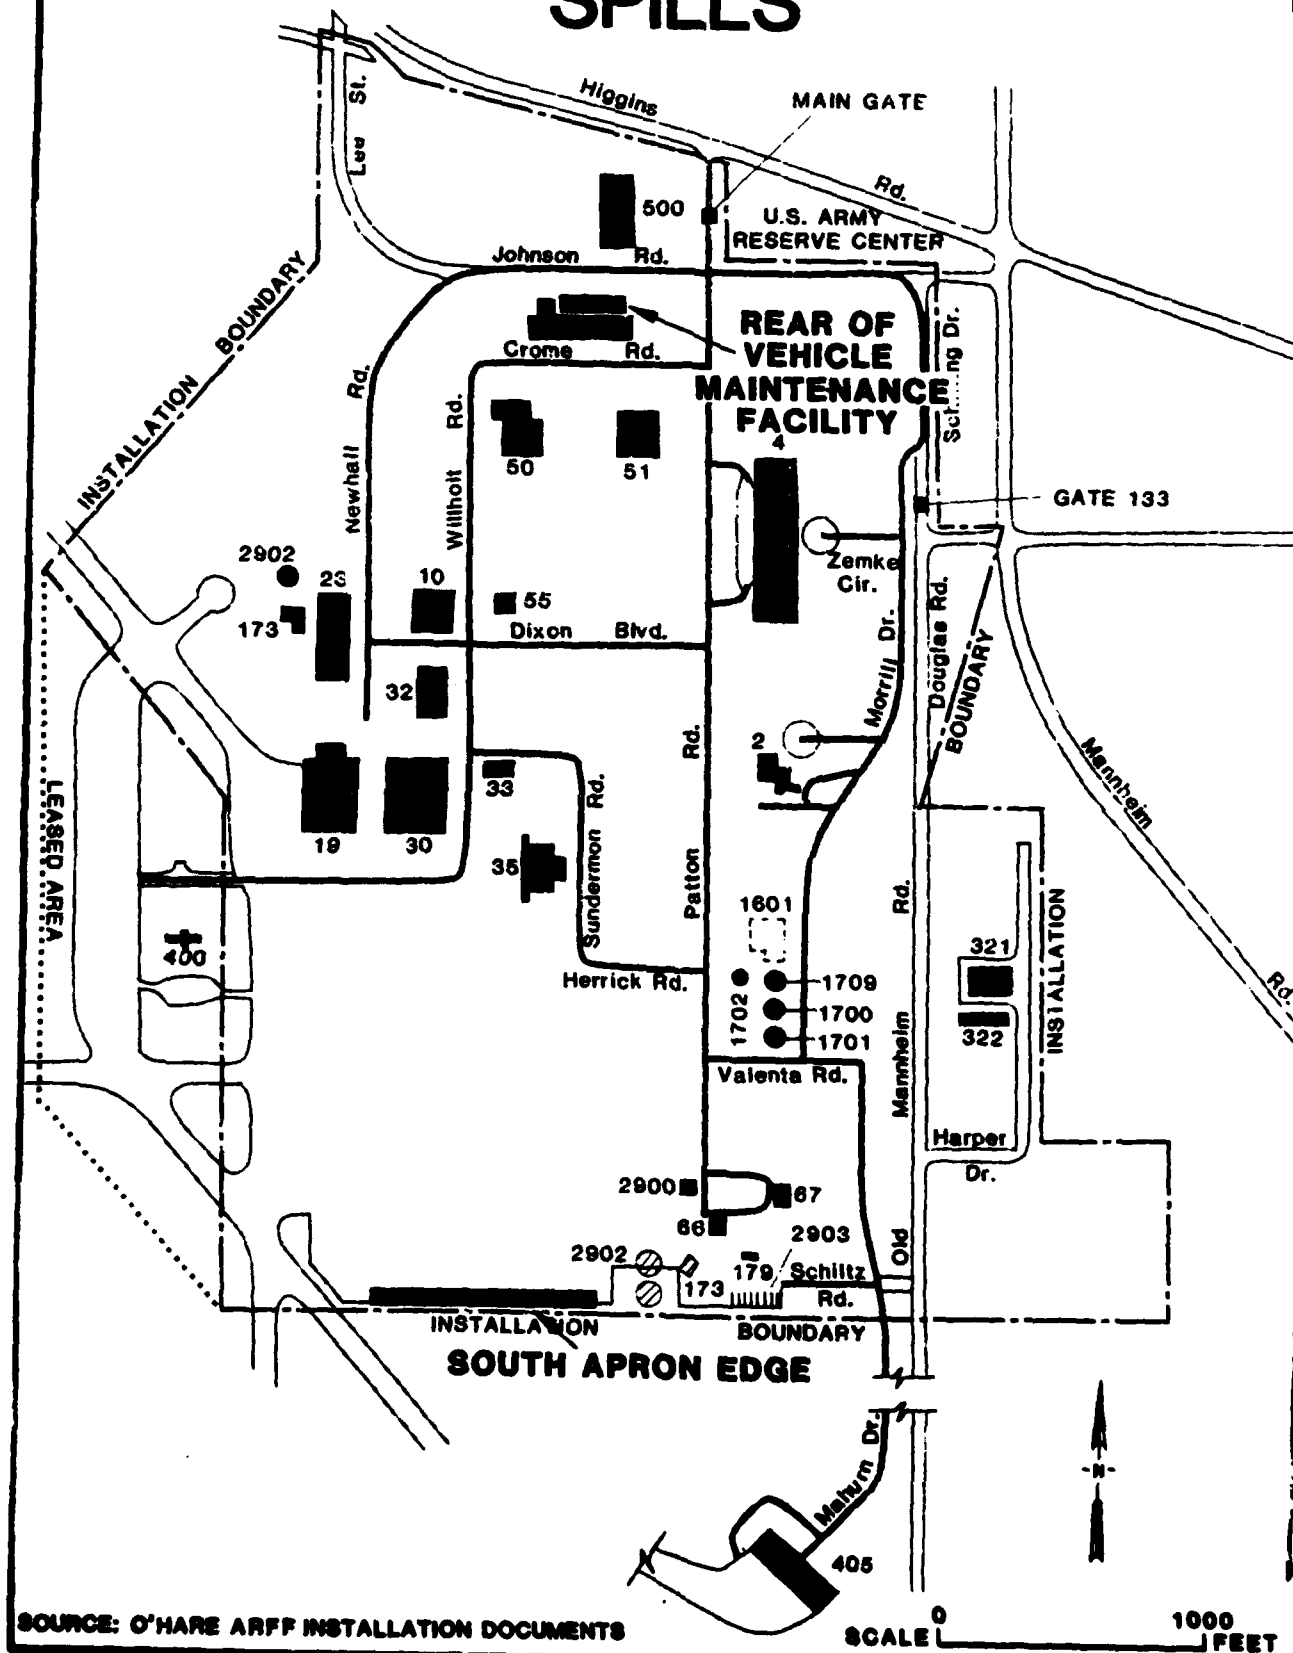 SPILLS
Higgins
Rd.
MAIN GATE
Lee St.
500
U.S. ARMY
RESERVE CENTER
Johnson Rd.
INSTALLATION BOUNDARY
REAR OF
VEHICLE
MAINTENANCE
FACILITY
Crome Rd.
Newhall Rd.
Willholt Rd.
50
51
4
GATE 133
2902
23
173
10
55
Dixon Blvd.
Zemke
Cir.
Morrill Dr.
Douglas Rd.
BOUNDARY
32
2
Mannheim
Rd.
LEASED AREA
19
30
33
35
Sundermon Rd.
Patton Rd.
400
Herrick Rd.
1601
1702
1709
1700
1701
Valenta Rd.
Old Mannheim Rd.
321
322
INSTALLATION
Harper
Dr.
2900
67
66
2902
173
179
2903
Schiltz
Rd.
INSTALLATION BOUNDARY
SOUTH APRON EDGE
Mahum Dr.
405
-N-
SOURCE: O'HARE ARFF INSTALLATION DOCUMENTS
0 1000
SCALE FEET